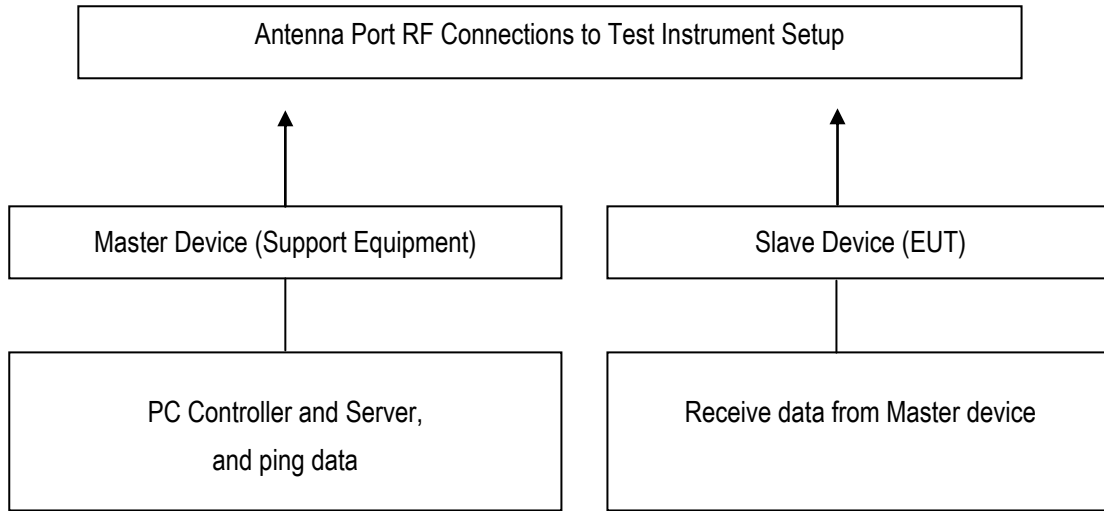 Antenna Port RF Connections to Test Instrument Setup
Master Device (Support Equipment)
Slave Device (EUT)
PC Controller and Server,
and ping data
Receive data from Master device